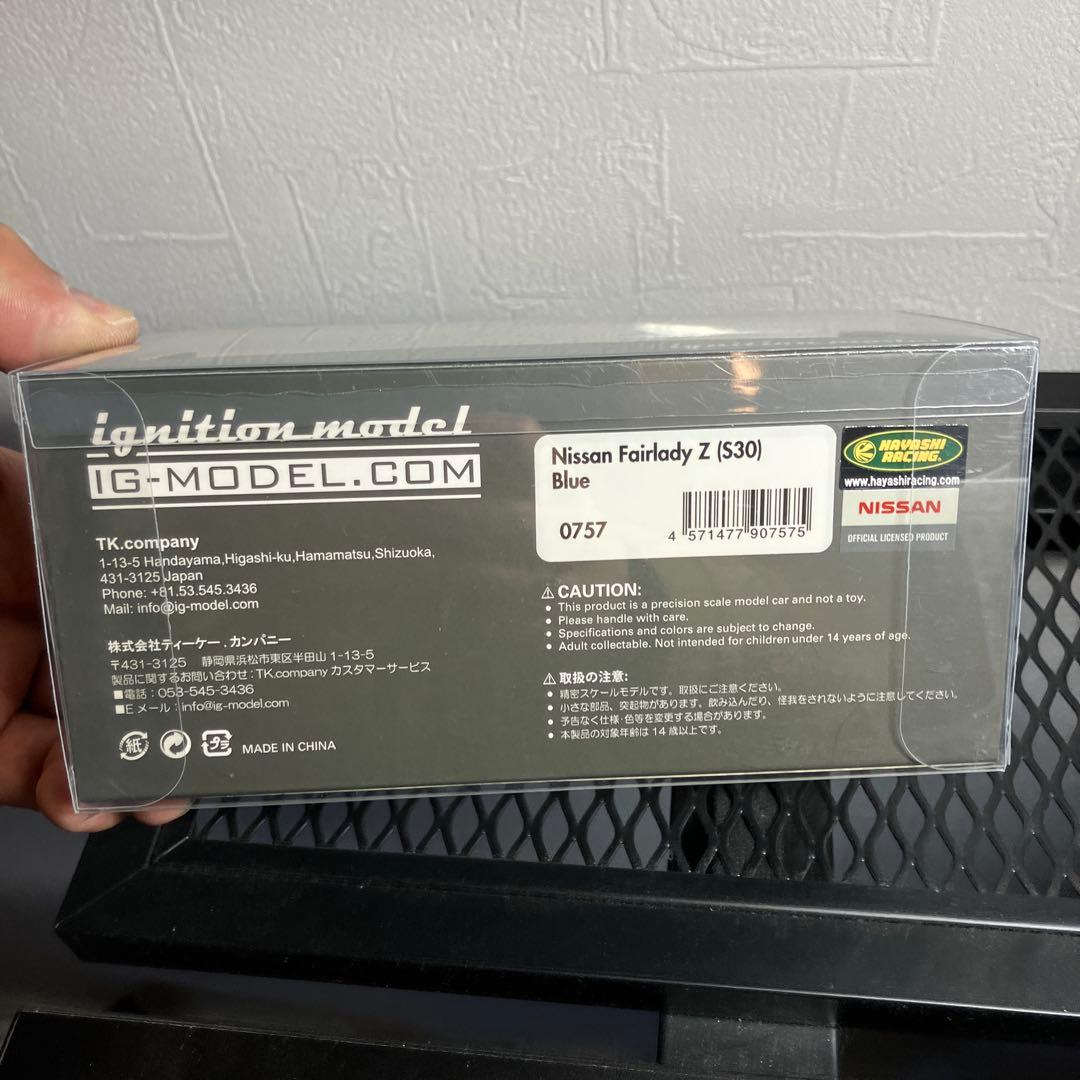 ignition model
IG-MODEL.COM
TK.company
1-13-5 Handayama,Higashi-ku,Hamamatsu,Shizuoka,
431-3125 Japan
Phone: +81.53.545.3436
Mail: info@ig-model.com
株式会社ティーケー.カンパニー
〒431-3125 静岡県浜松市東区半田山1-13-5
製品に関するお問い合わせ:TK.company カスタマーサービス
■電話:053-545-3436
■Eメール:info@ig-model.com
紙
プラ
MADE IN CHINA
Nissan Fairlady Z (S30)
Blue
0757
4 571477 907575
HAYASHI
RACING.
www.hayashiracing.com
NISSAN
OFFICIAL LICENSED PRODUCT
⚠CAUTION:
• This product is a precision scale model car and not a toy.
• Please handle with care.
• Specifications and colors are subject to change.
• Adult collectable. Not intended for children under 14 years of age.
⚠取扱の注意:
• 精密スケールモデルです。取扱にご注意ください。
• 小さな部品、突起物があります。飲み込んだり、怪我をされないように注意してください。
• 予告なく仕様・色等を変更する場合があります。
• 本製品の対象年齢は14歳以上です。